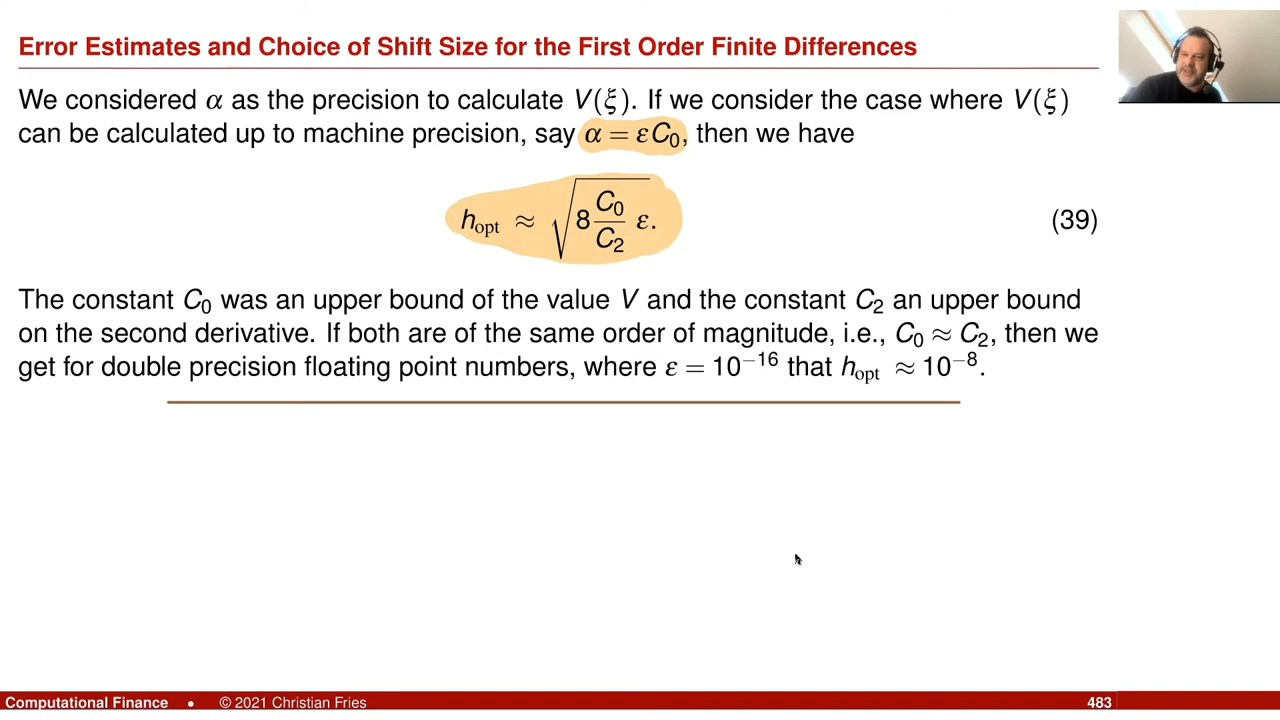 Error Estimates and Choice of Shift Size for the First Order Finite Differences
We considered α as the precision to calculate V(ξ). If we consider the case where V(ξ)
can be calculated up to machine precision, say α = εC₀, then we have
h_opt ≈ √(8 C₀/C₂ ε). (39)
The constant C₀ was an upper bound of the value V and the constant C₂ an upper bound
on the second derivative. If both are of the same order of magnitude, i.e., C₀ ≈ C₂, then we
get for double precision floating point numbers, where ε = 10⁻¹⁶ that h_opt ≈ 10⁻⁸.
Computational Finance • © 2021 Christian Fries 483